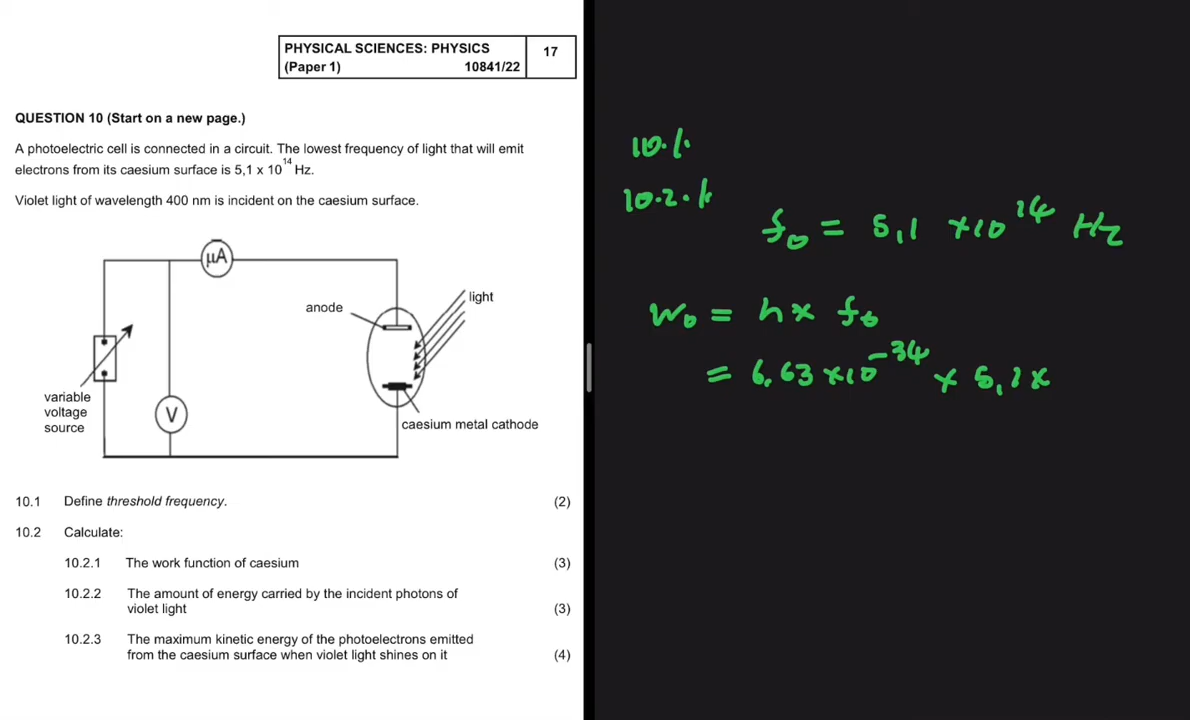 PHYSICAL SCIENCES: PHYSICS 17
(Paper 1) 10841/22
QUESTION 10 (Start on a new page.)
A photoelectric cell is connected in a circuit. The lowest frequency of light that will emit
electrons from its caesium surface is 5,1 x 10¹⁴ Hz.
Violet light of wavelength 400 nm is incident on the caesium surface.
µA
light
anode
variable
voltage
source
V
caesium metal cathode
10.1 Define threshold frequency. (2)
10.2 Calculate:
10.2.1 The work function of caesium (3)
10.2.2 The amount of energy carried by the incident photons of
violet light (3)
10.2.3 The maximum kinetic energy of the photoelectrons emitted
from the caesium surface when violet light shines on it (4)
10.1.
10.2.1
f₀ = 5,1 ×10¹⁴ Hz
W₀ = h× f₀
= 6,63 ×10⁻³⁴ × 5,1×